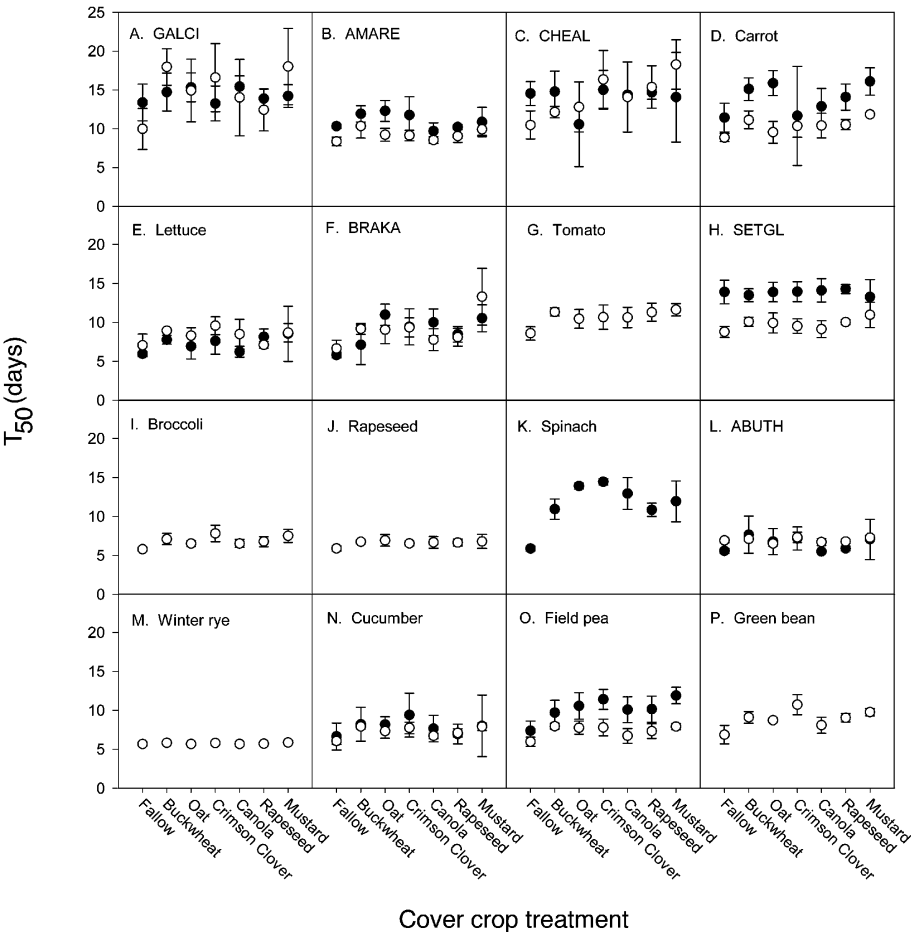 25
20
15
10
5
0
A. GALCI
B. AMARE
C. CHEAL
D. Carrot
20
15
10
5
0
E. Lettuce
F. BRAKA
G. Tomato
H. SETGL
20
15
10
5
0
I. Broccoli
J. Rapeseed
K. Spinach
L. ABUTH
20
15
10
5
0
M. Winter rye
N. Cucumber
O. Field pea
P. Green bean
T50 (days)
Fallow
Buckwheat
Oat
Crimson Clover
Canola
Rapeseed
Mustard
Fallow
Buckwheat
Oat
Crimson Clover
Canola
Rapeseed
Mustard
Fallow
Buckwheat
Oat
Crimson Clover
Canola
Rapeseed
Mustard
Fallow
Buckwheat
Oat
Crimson Clover
Canola
Rapeseed
Mustard
Cover crop treatment